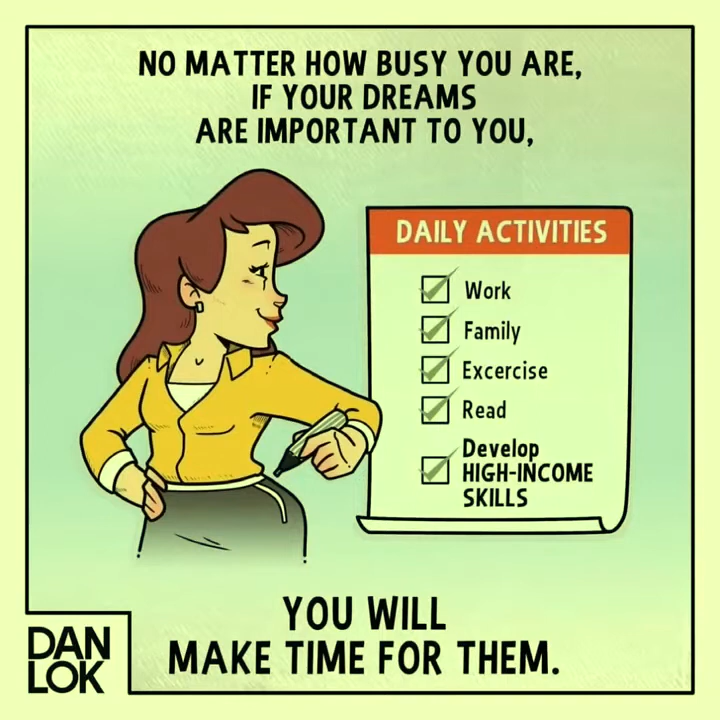 NO MATTER HOW BUSY YOU ARE,
IF YOUR DREAMS
ARE IMPORTANT TO YOU,
DAILY ACTIVITIES
Work
Family
Excercise
Read
Develop
HIGH-INCOME
SKILLS
YOU WILL
MAKE TIME FOR THEM.
DAN
LOK